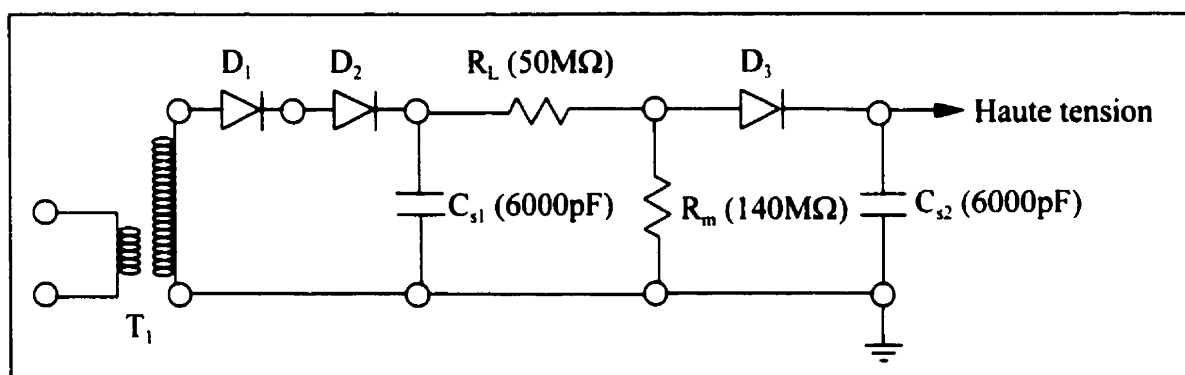 D₁ D₂ R_L (50MΩ) D₃
Haute tension
C_s1 (6000pF) R_m (140MΩ) C_s2 (6000pF)
T₁